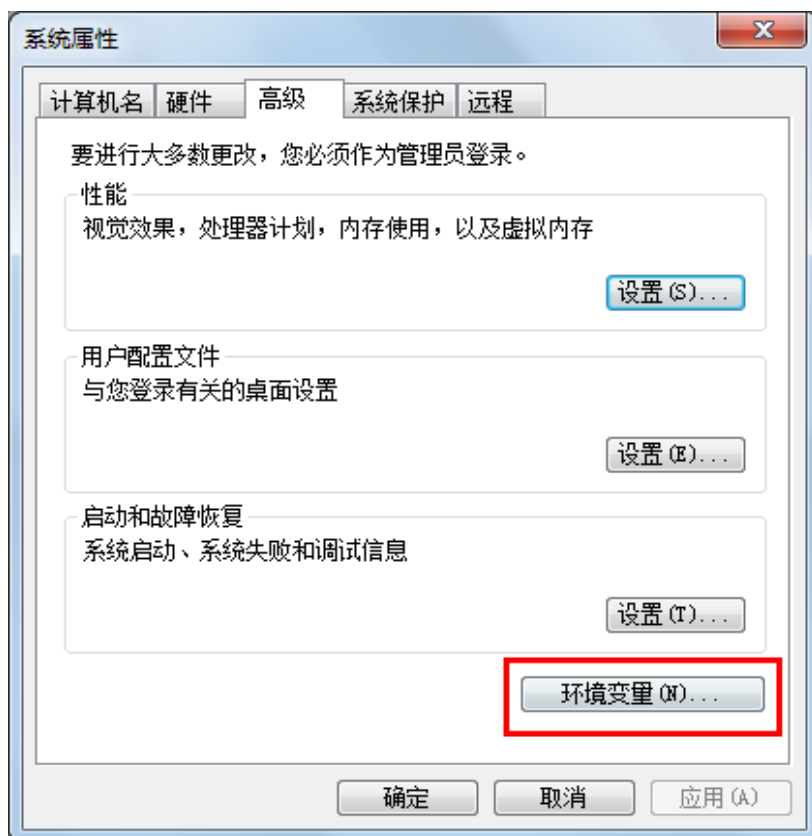 系统属性
计算机名 硬件 高级 系统保护 远程
要进行大多数更改，您必须作为管理员登录。
性能
视觉效果，处理器计划，内存使用，以及虚拟内存
设置(S)...
用户配置文件
与您登录有关的桌面设置
设置(E)...
启动和故障恢复
系统启动、系统失败和调试信息
设置(T)...
环境变量(N)...
确定 取消 应用(A)